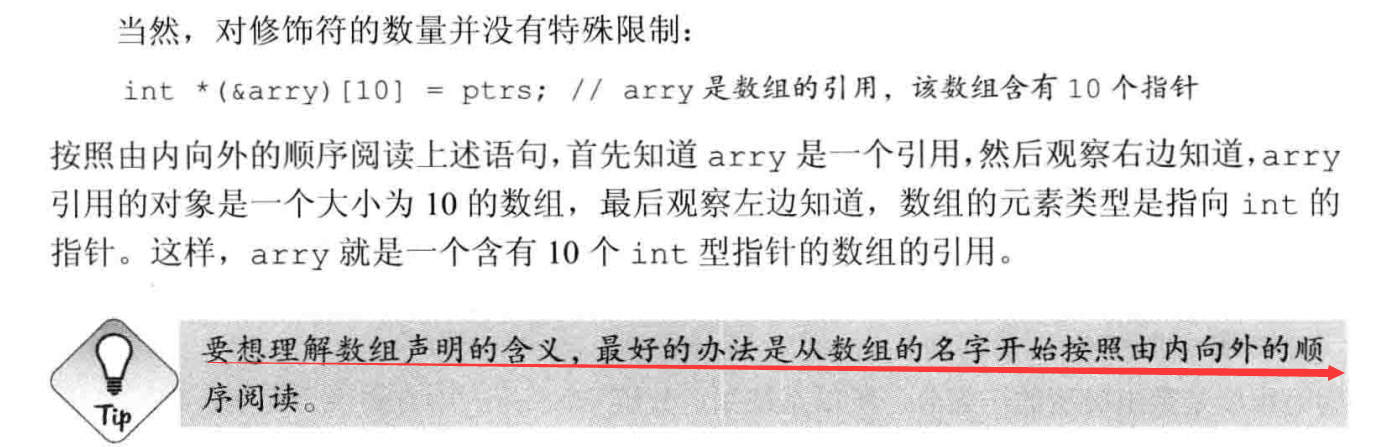 当然，对修饰符的数量并没有特殊限制：
int *(&arry)[10] = ptrs; // arry 是数组的引用，该数组含有 10 个指针
按照由内向外的顺序阅读上述语句，首先知道 arry 是一个引用，然后观察右边知道，arry
引用的对象是一个大小为 10 的数组，最后观察左边知道，数组的元素类型是指向 int 的
指针。这样，arry 就是一个含有 10 个 int 型指针的数组的引用。
要想理解数组声明的含义，最好的办法是从数组的名字开始按照由内向外的顺
序阅读。
Tip